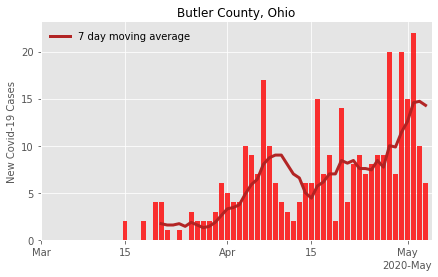 Butler County, Ohio
7 day moving average
New Covid-19 Cases
20
15
10
5
0
Mar
15
Apr
15
May
2020-May